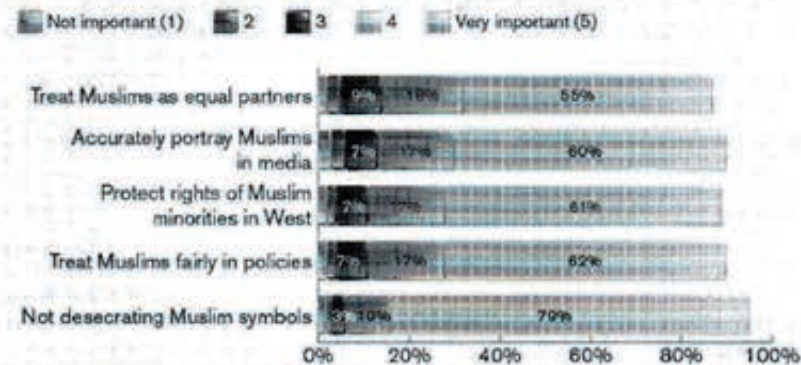 Not important (1) 2 3 4 Very important (5)
Treat Muslims as equal partners 9% 18% 55%
Accurately portray Muslims
in media 7% 17% 60%
Protect rights of Muslim
minorities in West 7% 17% 61%
Treat Muslims fairly in policies 7% 17% 62%
Not desecrating Muslim symbols 10% 79%
0% 20% 40% 60% 80% 100%